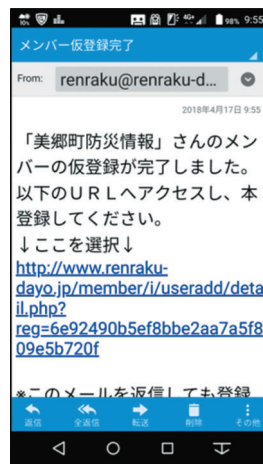 10%
4G
98% 9:55
メンバー仮登録完了
From: renraku@renraku-d...
2018年4月17日 9:55
「美郷町防災情報」さんのメン
バーの仮登録が完了しました。
以下のURLへアクセスし、本
登録してください。
↓ここを選択↓
http://www.renraku-
dayo.jp/member/i/useradd/deta
il.php?
reg=6e92490b5ef8bbe2aa7a5f8
09e5b720f
※このメールを返信しても登録
返信 全返信 転送 削除 その他